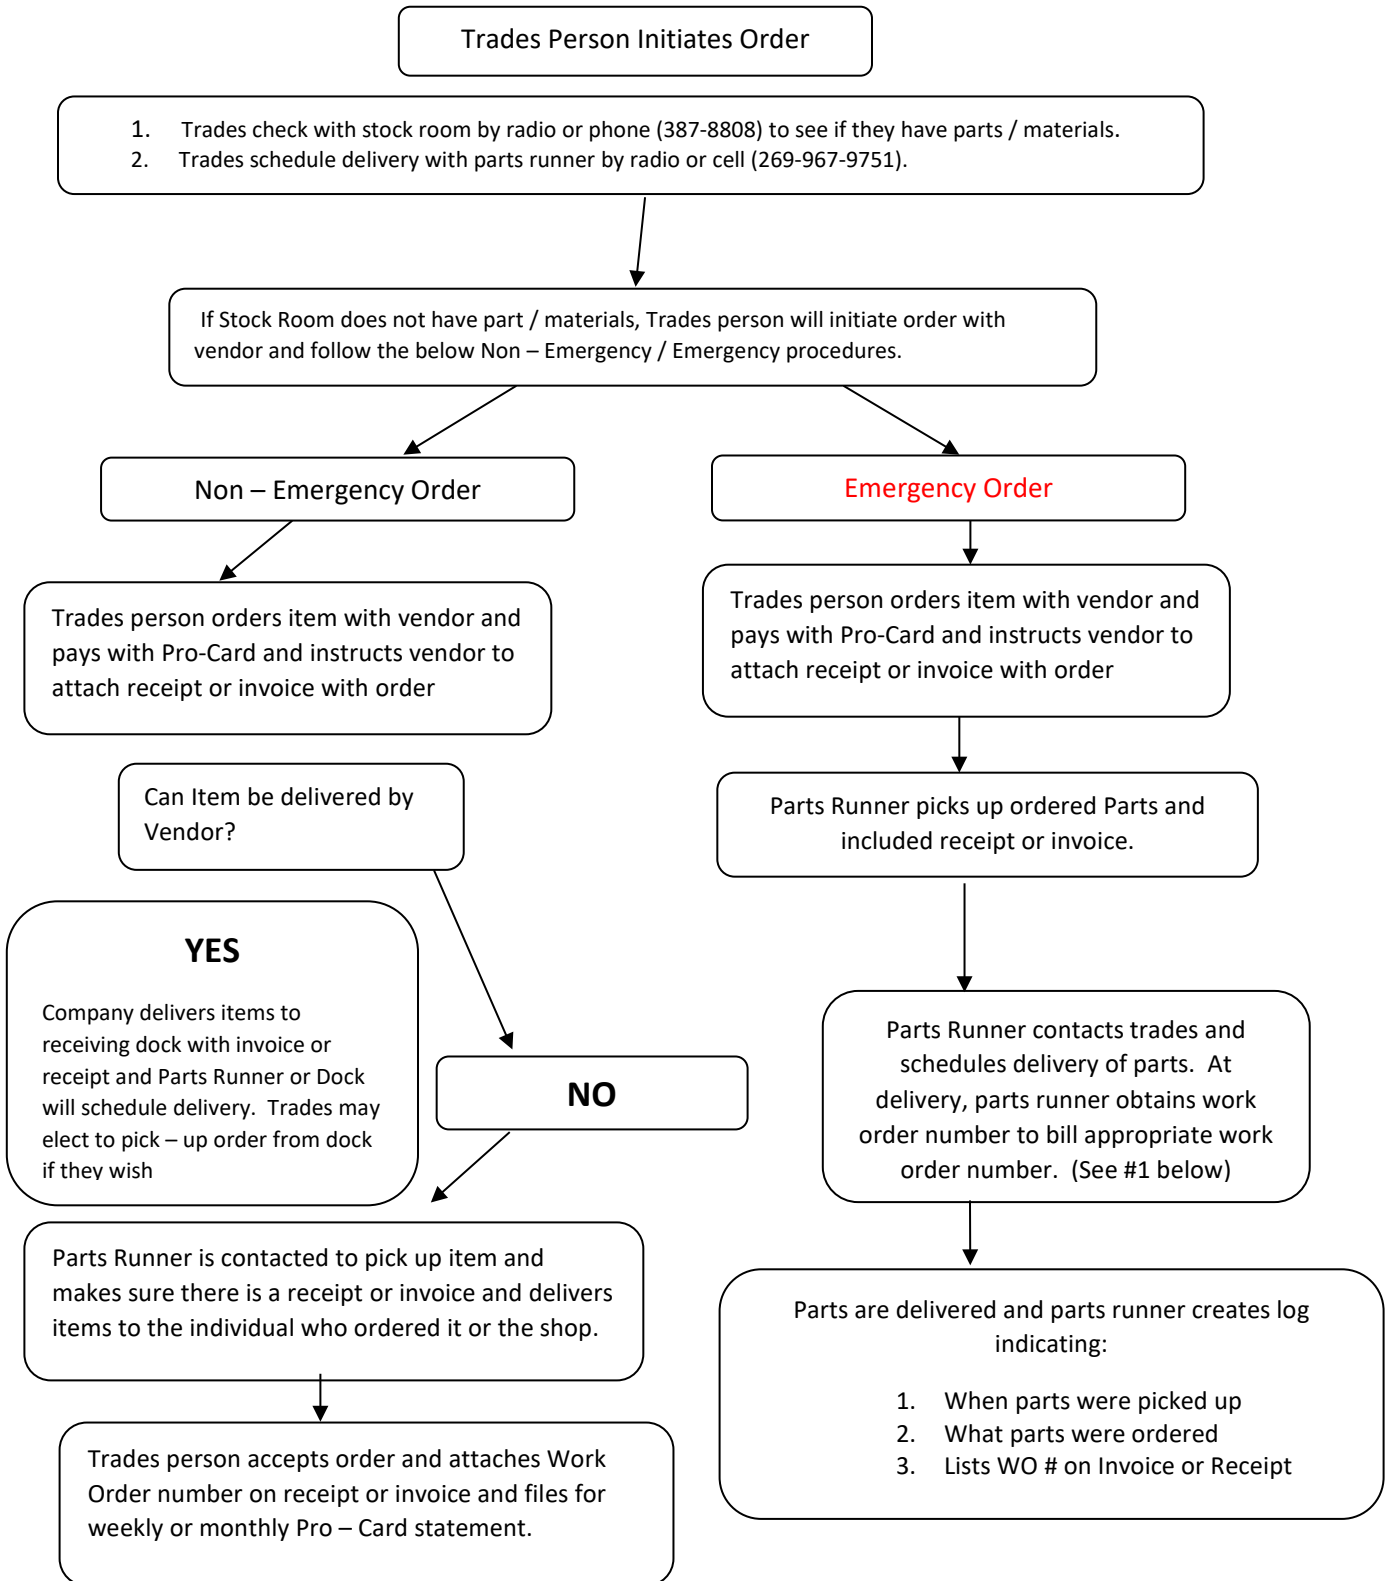 Trades Person Initiates Order
1. Trades check with stock room by radio or phone (387-8808) to see if they have parts / materials.
2. Trades schedule delivery with parts runner by radio or cell (269-967-9751).
If Stock Room does not have part / materials, Trades person will initiate order with
vendor and follow the below Non – Emergency / Emergency procedures.
Non – Emergency Order
Trades person orders item with vendor and
pays with Pro-Card and instructs vendor to
attach receipt or invoice with order
Can Item be delivered by
Vendor?
YES
Company delivers items to
receiving dock with invoice or
receipt and Parts Runner or Dock
will schedule delivery. Trades may
elect to pick – up order from dock
if they wish
NO
Parts Runner is contacted to pick up item and
makes sure there is a receipt or invoice and delivers
items to the individual who ordered it or the shop.
Trades person accepts order and attaches Work
Order number on receipt or invoice and files for
weekly or monthly Pro – Card statement.
Emergency Order
Trades person orders item with vendor and
pays with Pro-Card and instructs vendor to
attach receipt or invoice with order
Parts Runner picks up ordered Parts and
included receipt or invoice.
Parts Runner contacts trades and
schedules delivery of parts. At
delivery, parts runner obtains work
order number to bill appropriate work
order number. (See #1 below)
Parts are delivered and parts runner creates log
indicating:
1. When parts were picked up
2. What parts were ordered
3. Lists WO # on Invoice or Receipt